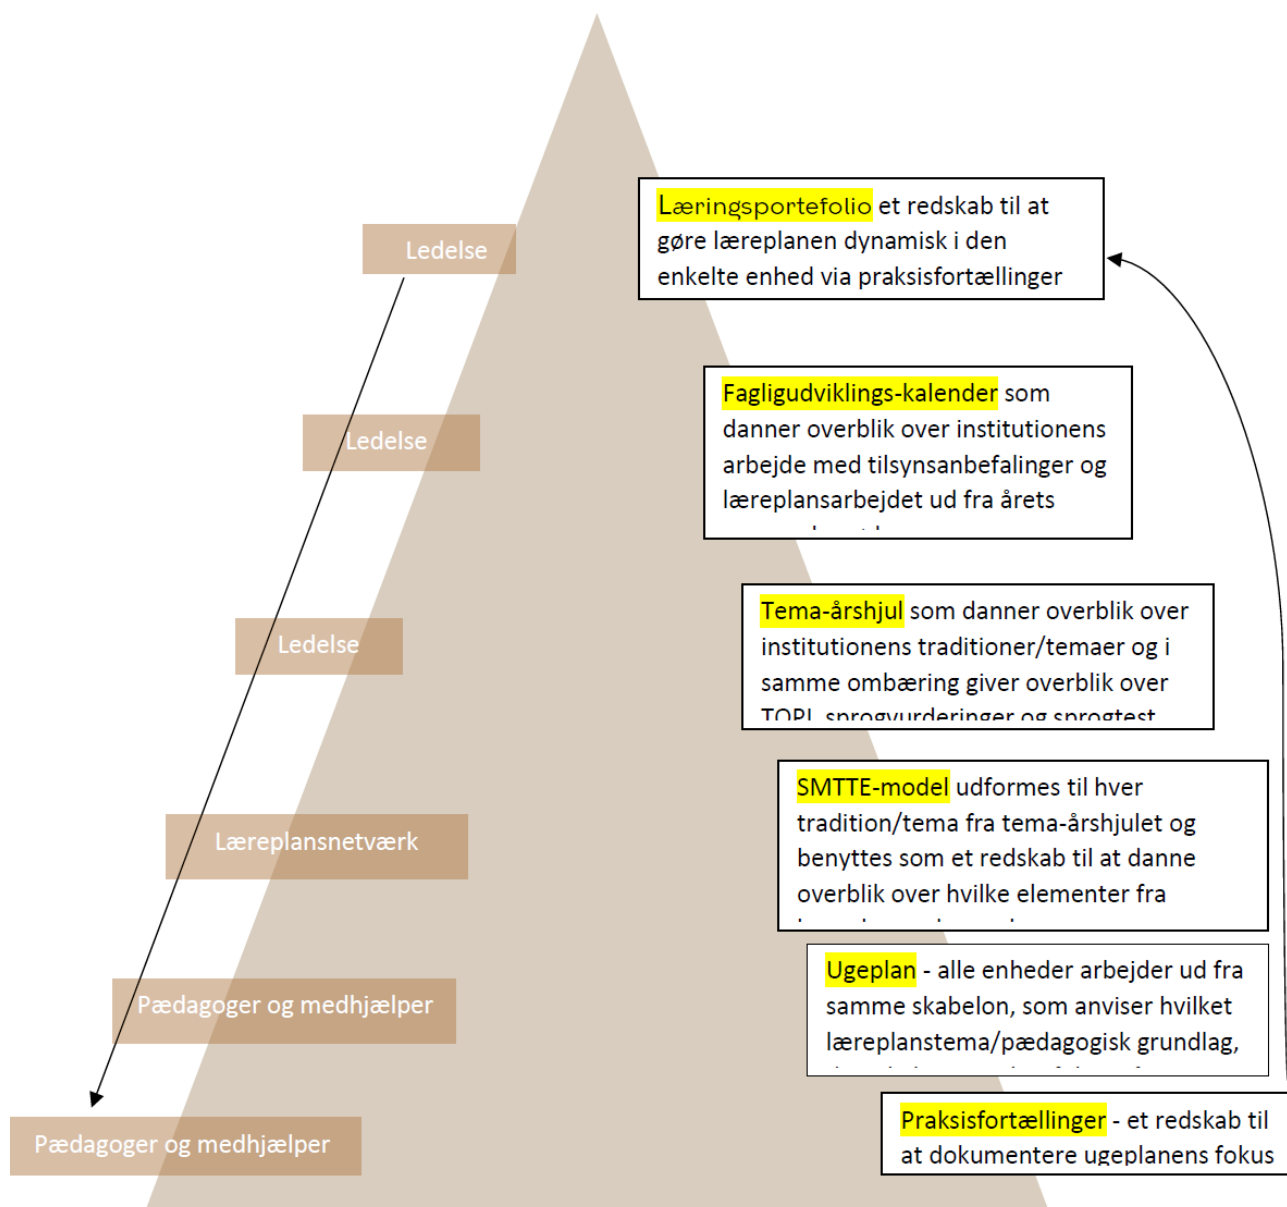 Læringsportefolio et redskab til at
gøre læreplanen dynamisk i den
enkelte enhed via praksisfortællinger
Ledelse
Fagligudviklings-kalender som
danner overblik over institutionens
arbejde med tilsynsanbefalinger og
læreplansarbejdet ud fra årets
Ledelse
Tema-årshjul som danner overblik over
institutionens traditioner/temaer og i
samme ombæring giver overblik over
TOPI, sprogvurderinger og sprogtest
Ledelse
SMTTE-model udformes til hver
tradition/tema fra tema-årshjulet og
benyttes som et redskab til at danne
overblik over hvilke elementer fra
Læreplansnetværk
Ugeplan - alle enheder arbejder ud fra
samme skabelon, som anviser hvilket
læreplanstema/pædagogisk grundlag,
Pædagoger og medhjælper
Praksisfortællinger - et redskab til
at dokumentere ugeplanens fokus
Pædagoger og medhjælper